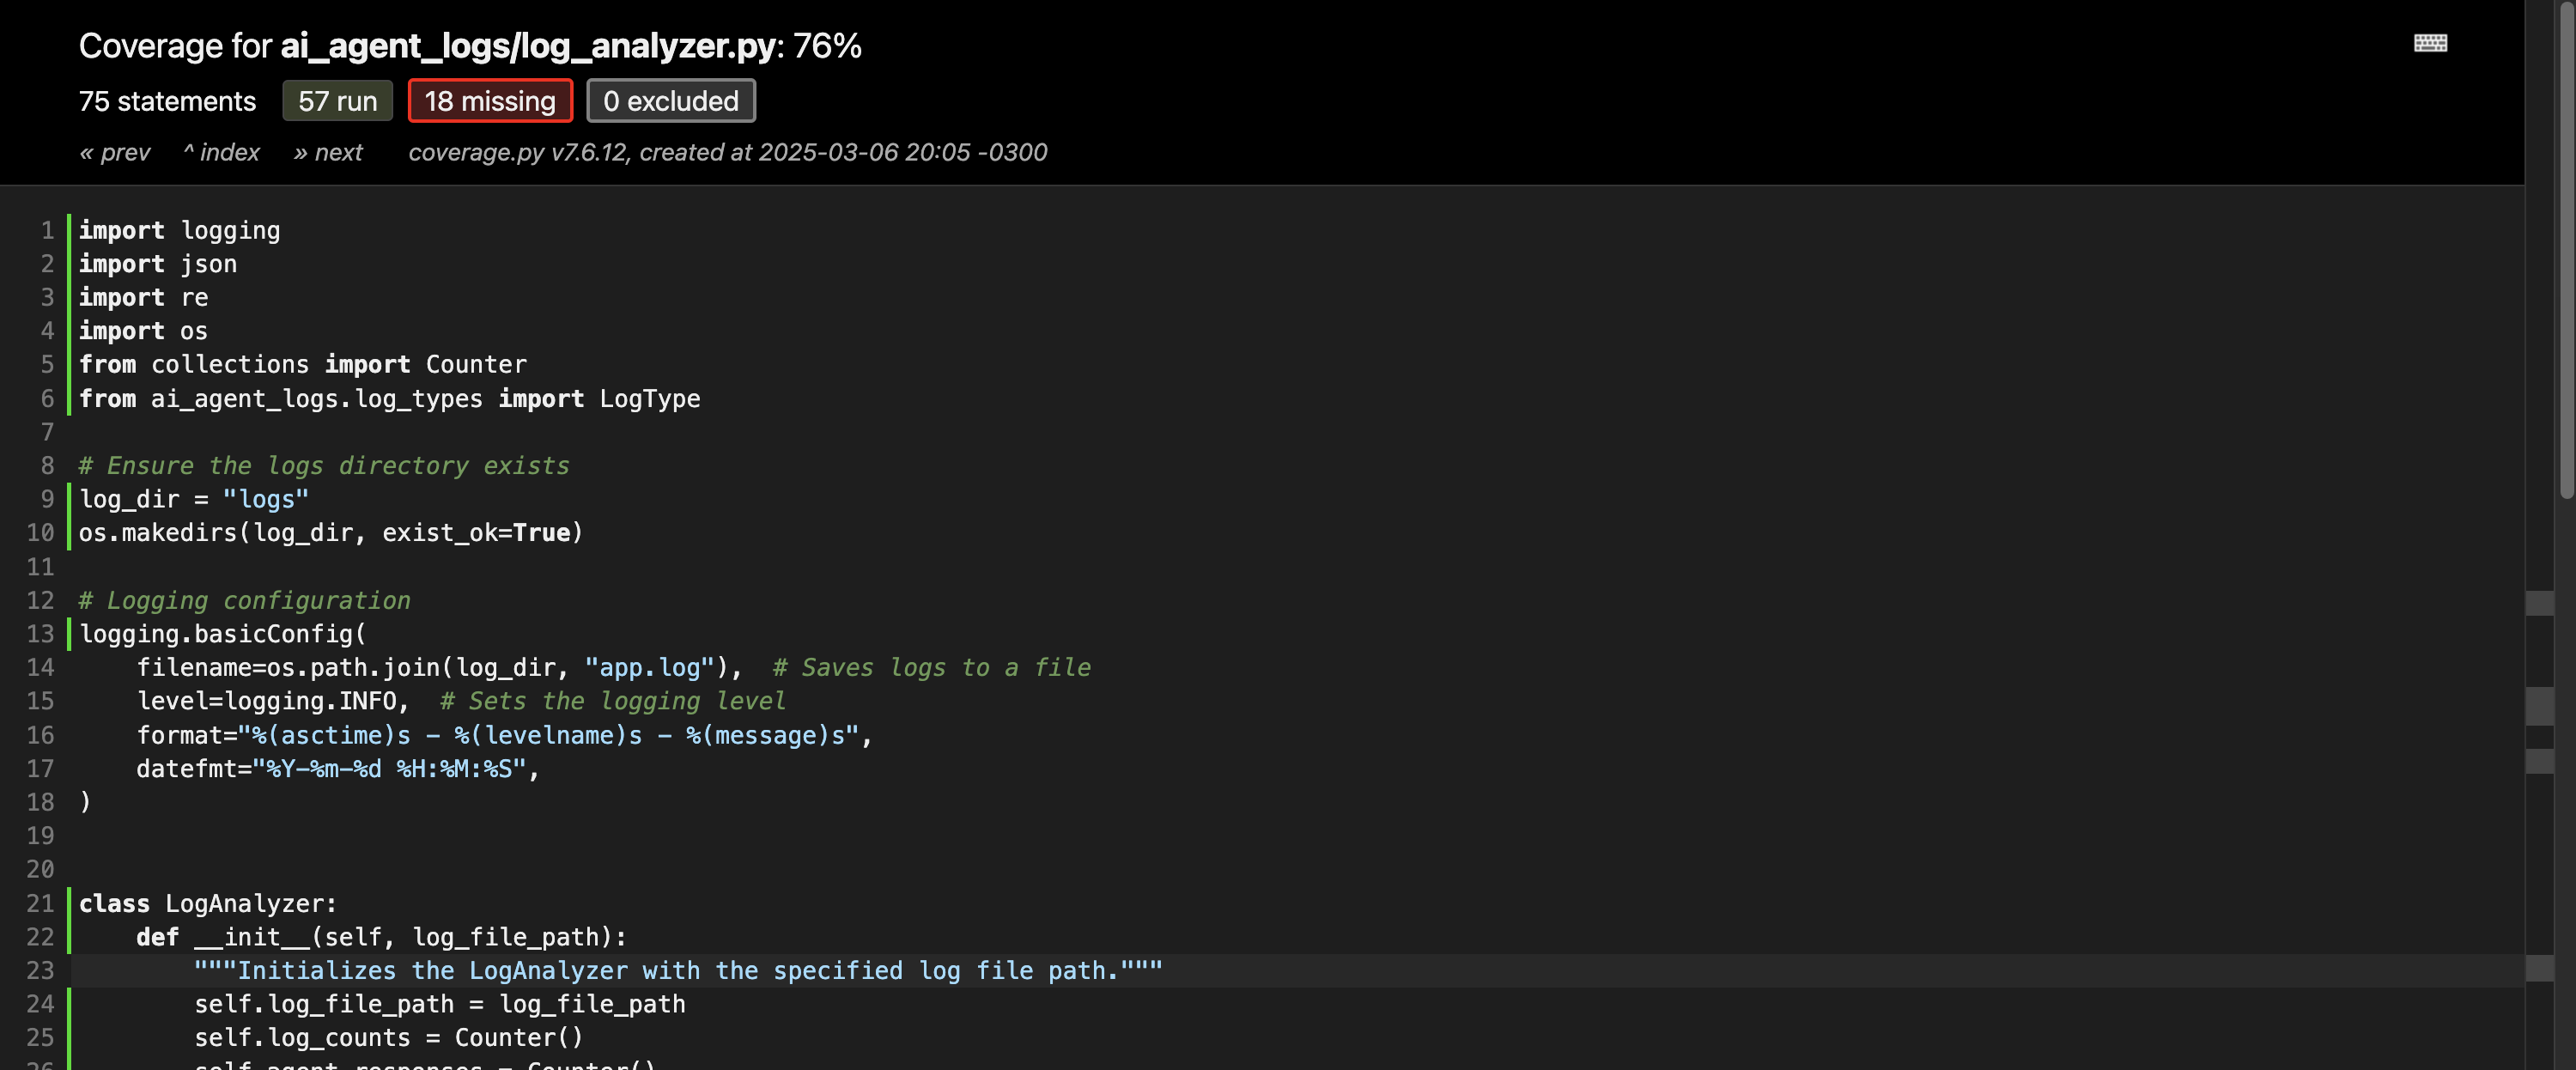 Coverage for ai_agent_logs/log_analyzer.py: 76%
75 statements 57 run 18 missing 0 excluded
« prev ^ index » next coverage.py v7.6.12, created at 2025-03-06 20:05 -0300
1 import logging
2 import json
3 import re
4 import os
5 from collections import Counter
6 from ai_agent_logs.log_types import LogType
7
8 # Ensure the logs directory exists
9 log_dir = "logs"
10 os.makedirs(log_dir, exist_ok=True)
11
12 # Logging configuration
13 logging.basicConfig(
14     filename=os.path.join(log_dir, "app.log"),  # Saves logs to a file
15     level=logging.INFO,  # Sets the logging level
16     format="%(asctime)s - %(levelname)s - %(message)s",
17     datefmt="%Y-%m-%d %H:%M:%S",
18 )
19
20
21 class LogAnalyzer:
22     def __init__(self, log_file_path):
23         """Initializes the LogAnalyzer with the specified log file path."""
24         self.log_file_path = log_file_path
25         self.log_counts = Counter()
26         self.agent_responses = Counter()